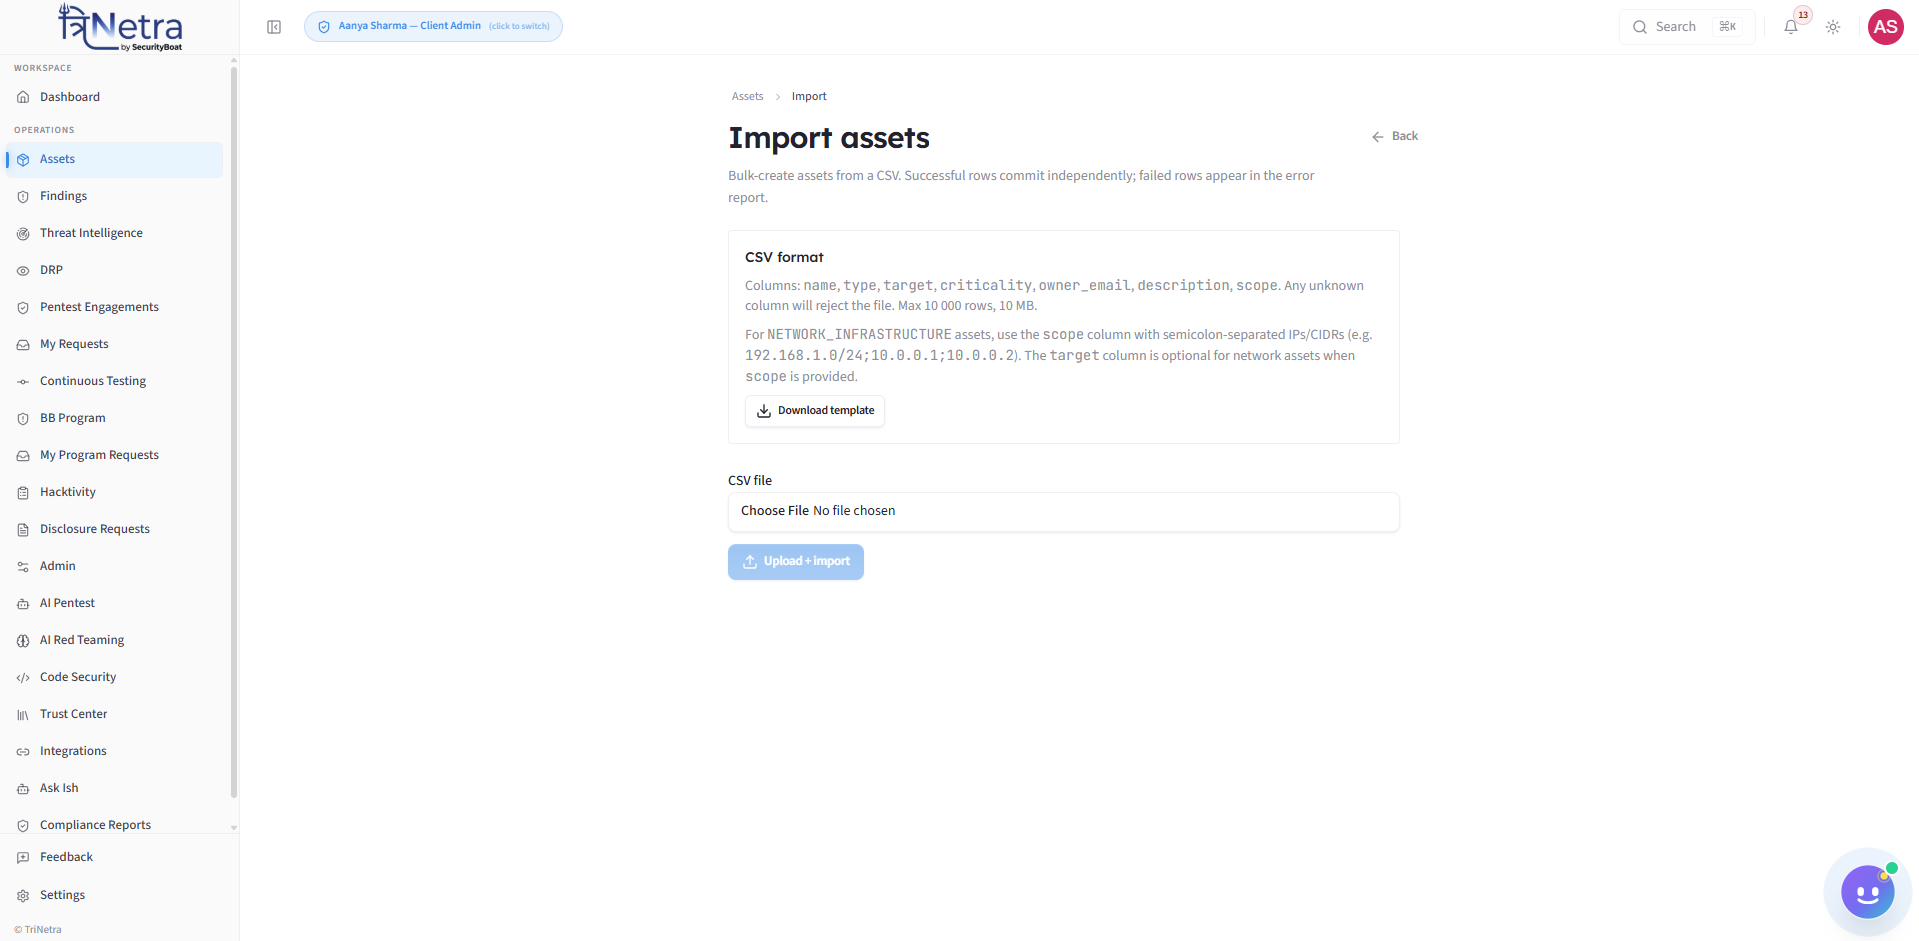 त्रिNetra
by SecurityBoat
Aanya Sharma — Client Admin (click to switch)
Search ⌘K
13
AS
WORKSPACE
Dashboard
OPERATIONS
Assets
Findings
Threat Intelligence
DRP
Pentest Engagements
My Requests
Continuous Testing
BB Program
My Program Requests
Hacktivity
Disclosure Requests
Admin
AI Pentest
AI Red Teaming
Code Security
Trust Center
Integrations
Ask Ish
Compliance Reports
Feedback
Settings
© TriNetra
Assets > Import
Import assets
Back
Bulk-create assets from a CSV. Successful rows commit independently; failed rows appear in the error
report.
CSV format
Columns: name, type, target, criticality, owner_email, description, scope. Any unknown
column will reject the file. Max 10 000 rows, 10 MB.
For NETWORK_INFRASTRUCTURE assets, use the scope column with semicolon-separated IPs/CIDRs (e.g.
192.168.1.0/24;10.0.0.1;10.0.0.2). The target column is optional for network assets when
scope is provided.
Download template
CSV file
Choose File No file chosen
Upload + import